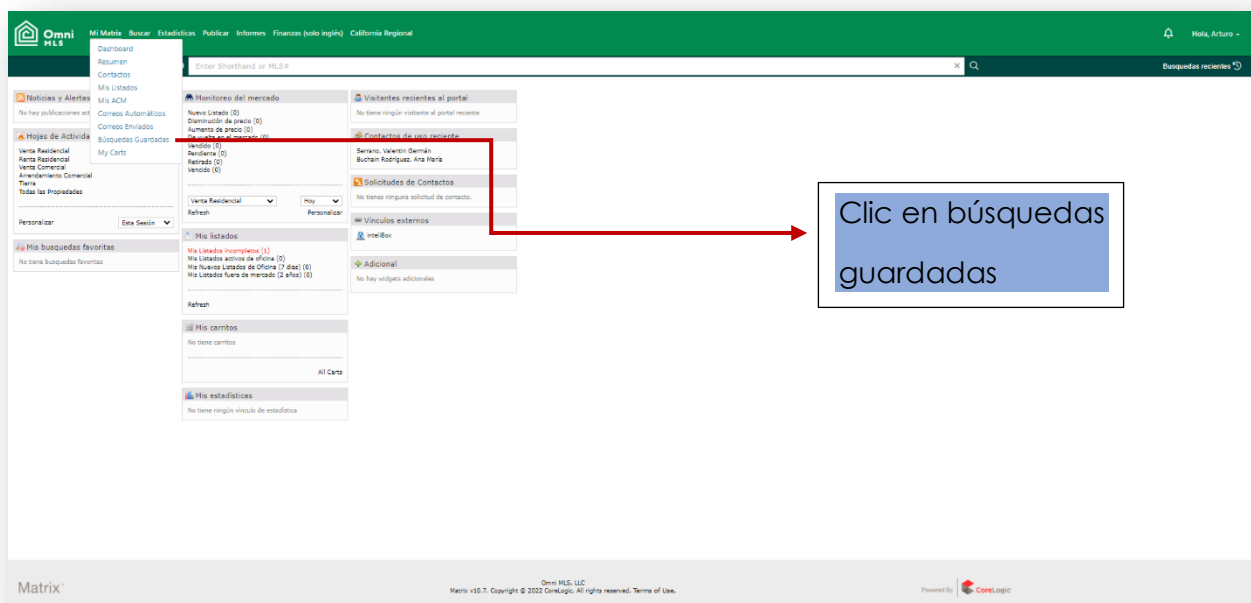 Omni MLS
Mi Matrix Buscar Estadísticas Publicar Informes Finanzas (solo inglés) California Regional
Hola, Arturo
Enter Shorthand or MLS#
Busquedas recientes
Dashboard
Resumen
Contactos
Mis Listados
Mis ACM
Correos Automáticos
Correos Enviados
Búsquedas Guardadas
My Carts
Noticias y Alertas
No hay publicaciones
Hojas de
Venta Residencial
Renta Residencial
Venta Comercial
Arrendamiento Comercial
Tierra
Todas las Propiedades
Personalizar Esta Sesión
Mis busquedas favoritas
No tiene busquedas favoritas
Monitoreo del mercado
Nuevo Listado (0)
Disminución de precio (0)
Aumento de precio (0)
De vuelta en el mercado (0)
Vendido (0)
Pendiente (0)
Retirado (0)
Vencido (0)
Venta Residencial Hoy
Refresh Personalizar
Mis listados
Mis Listados incompletos (1)
Mis Listados activos de oficina (0)
Mis Nuevos Listados de Oficina (7 días) (0)
Mis Listados fuera de mercado (2 años) (0)
Refresh
Mis carritos
No tiene carritos
All Carts
Mis estadísticas
No tiene ningún vínculo de estadística
Visitantes recientes al portal
No tiene ningún visitante al portal reciente
Contactos de uso reciente
Serrano, Valentín Germán
Buchain Rodríguez, Ana María
Solicitudes de Contactos
No tienes ninguna solicitud de contacto.
Vínculos externos
intelliBox
Adicional
No hay widgets adicionales
Clic en búsquedas
guardadas
Matrix
Omni MLS, LLC
Matrix v10.7. Copyright © 2022 CoreLogic. All rights reserved. Terms of Use.
Powered By CoreLogic